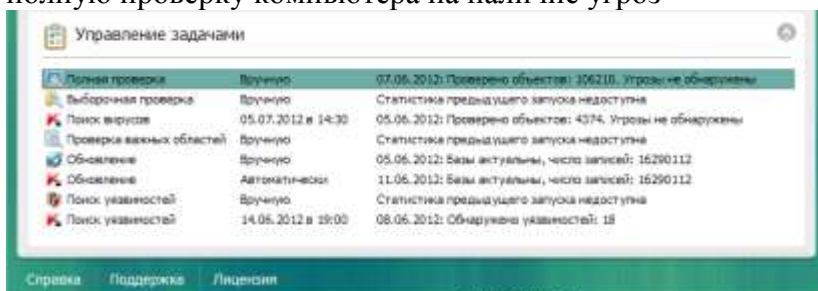 полную проверку компьютера на наличие угроз
Управление задачами
Полная проверка Вручную 07.06.2012: Проверено объектов: 106210. Угрозы не обнаружены
Выборочная проверка Вручную Статистика предыдущего запуска недоступна
Поиск вирусов 05.07.2012 в 14:30 05.06.2012: Проверено объектов: 4374. Угрозы не обнаружены
Проверка важных областей Вручную Статистика предыдущего запуска недоступна
Обновление Вручную 05.06.2012: Базы актуальны, число записей: 16290112
Обновление Автоматически 11.06.2012: Базы актуальны, число записей: 16290112
Поиск уязвимостей Вручную Статистика предыдущего запуска недоступна
Поиск уязвимостей 14.06.2012 в 19:00 08.06.2012: Обнаружено уязвимостей: 18
Справка Поддержка Лицензия